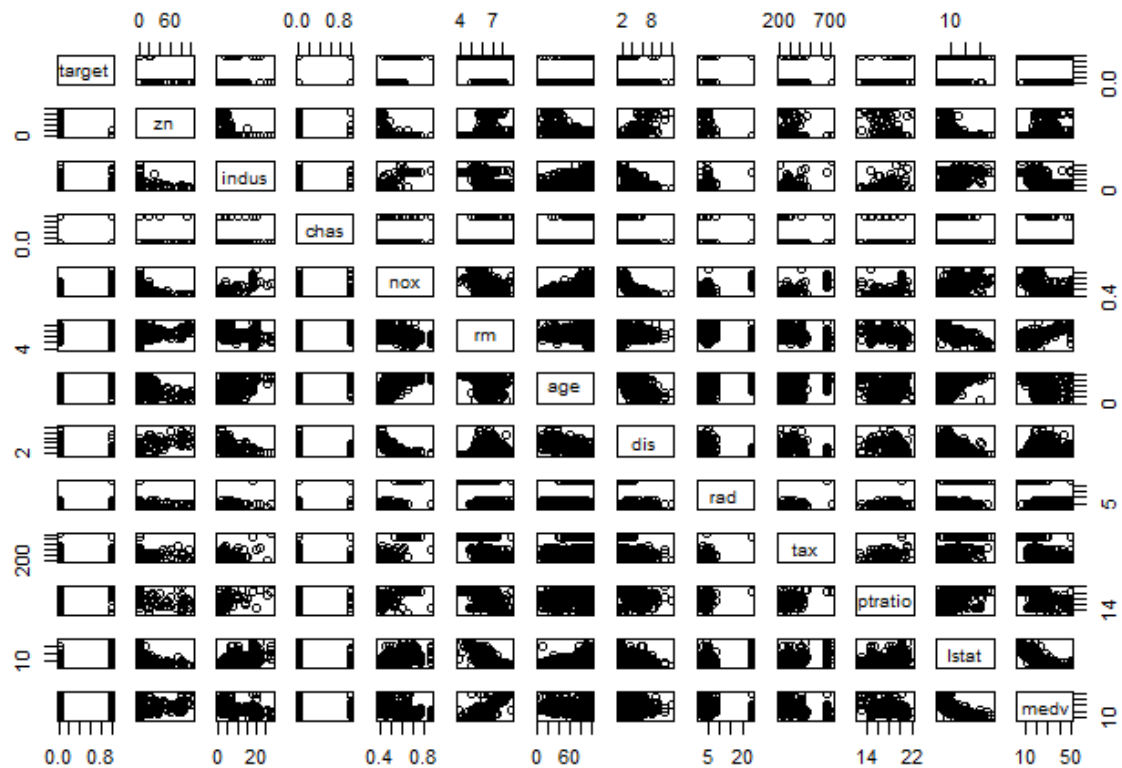 0 60 0.0 0.8 4 7 2 8 200 700 10
target 0.0
0 zn
indus 0
0.0 chas
nox 0.4
4 rm
age 0
2 dis
rad 5
200 tax
ptratio 14
10 lstat
medv 10
0.0 0.8 0 20 0.4 0.8 0 60 5 20 14 22 10 50